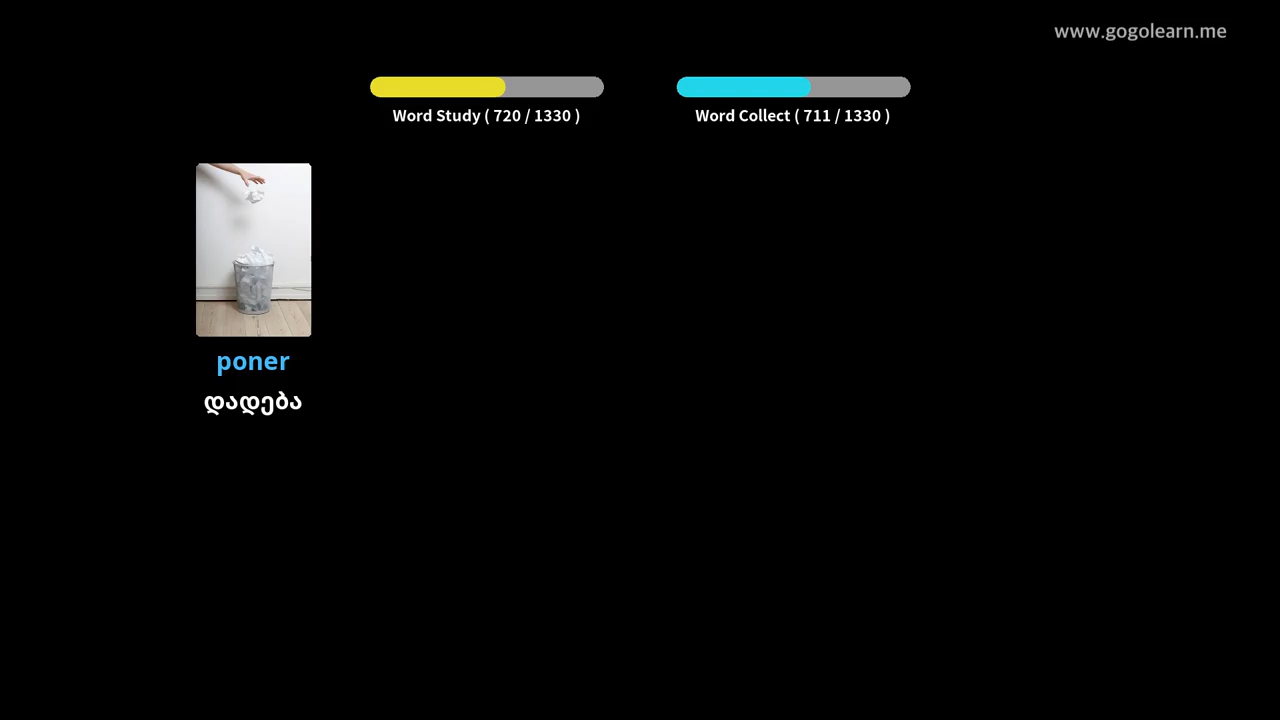 www.gogolearn.me
Word Study ( 720 / 1330 )
Word Collect ( 711 / 1330 )
poner
დადება